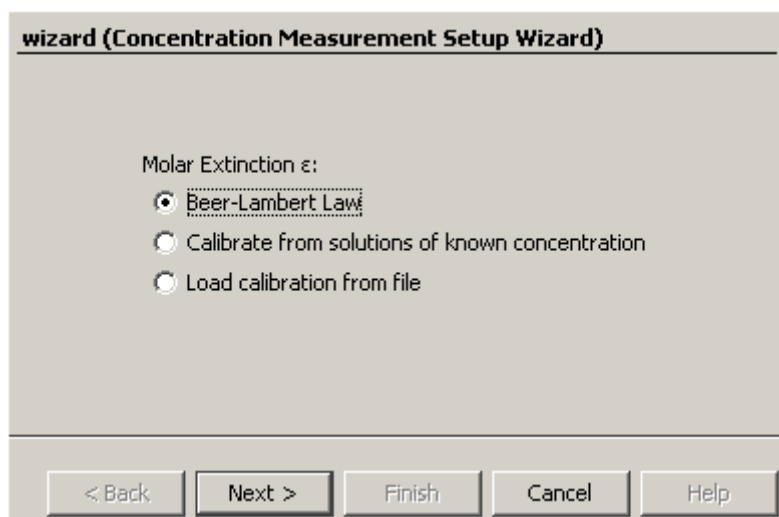 wizard (Concentration Measurement Setup Wizard)
Molar Extinction ε:
Beer-Lambert Law
Calibrate from solutions of known concentration
Load calibration from file
< Back Next > Finish Cancel Help